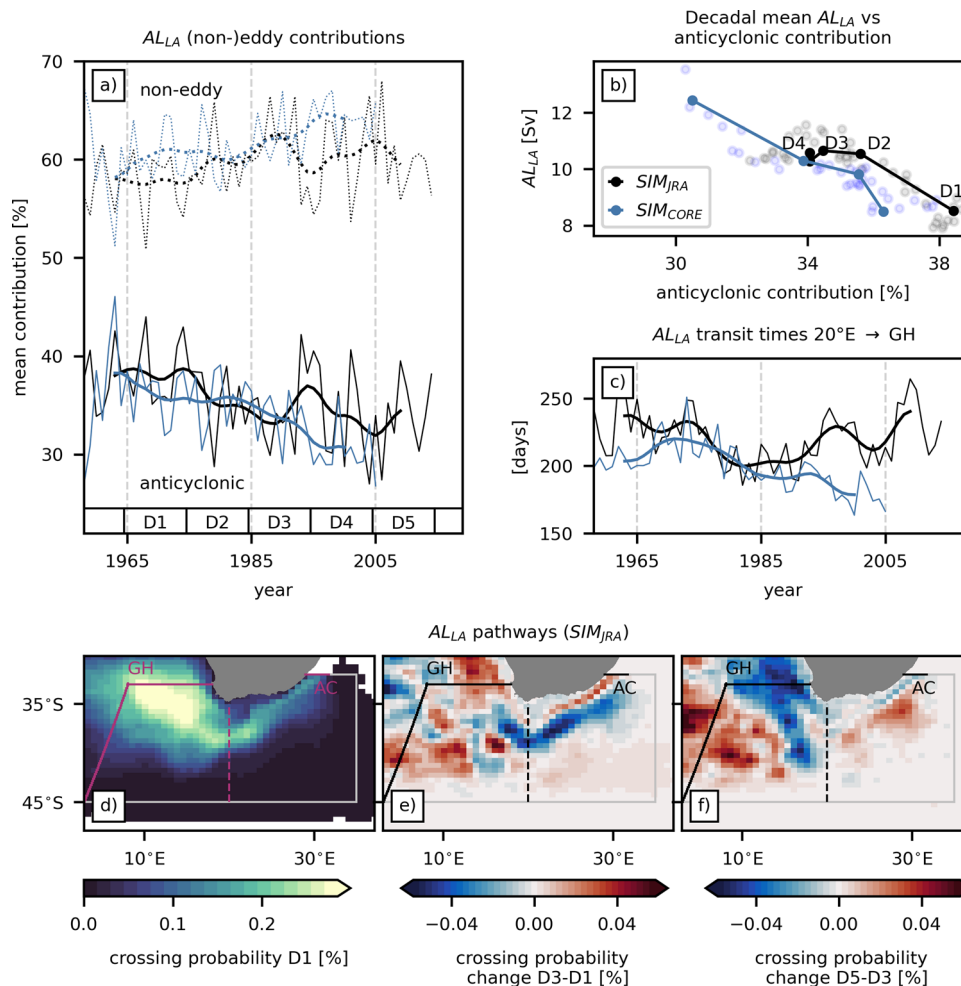 AL_LA (non-)eddy contributions
70
60
50
40
30
mean contribution [%]
a)
non-eddy
anticyclonic
D1 D2 D3 D4 D5
1965 1985 2005
year
Decadal mean AL_LA vs
anticyclonic contribution
b)
12
10
8
AL_LA [Sv]
D4 D3 D2
D1
SIM_JRA
SIM_CORE
30 34 38
anticyclonic contribution [%]
AL_LA transit times 20°E → GH
c)
250
200
150
[days]
1965 1985 2005
year
AL_LA pathways (SIM_JRA)
35°S
45°S
GH
AC
d)
10°E 30°E
0.0 0.1 0.2
crossing probability D1 [%]
GH
AC
e)
10°E 30°E
−0.04 0.00 0.04
crossing probability
change D3-D1 [%]
GH
AC
f)
10°E 30°E
−0.04 0.00 0.04
crossing probability
change D5-D3 [%]